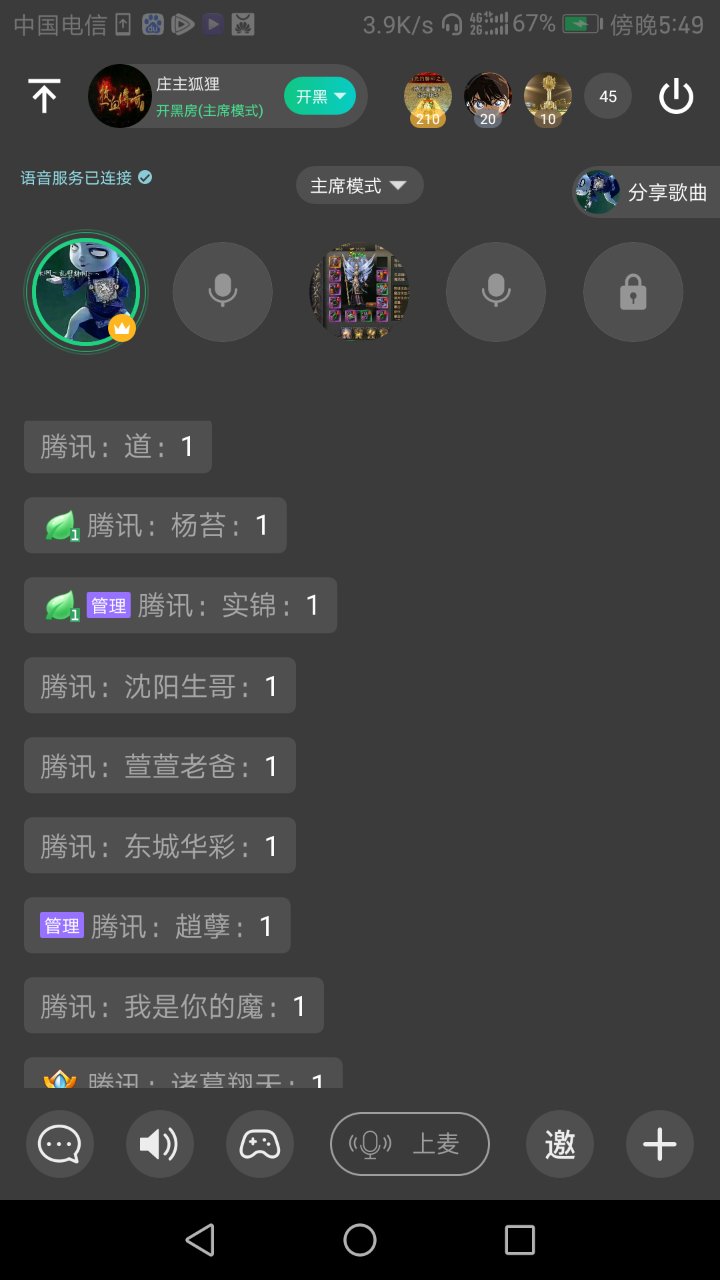 中国电信 3.9K/s 4G 2G 67% 傍晚5:49
庄主狐狸
开黑房(主席模式)
开黑
210 20 10 45
语音服务已连接
主席模式
分享歌曲
腾讯：道：1
1 腾讯：杨苔：1
1 管理 腾讯：实锦：1
腾讯：沈阳生哥：1
腾讯：萱萱老爸：1
腾讯：东城华彩：1
管理 腾讯：趙孽：1
腾讯：我是你的魔：1
腾讯：诸葛翔天：1
上麦 邀